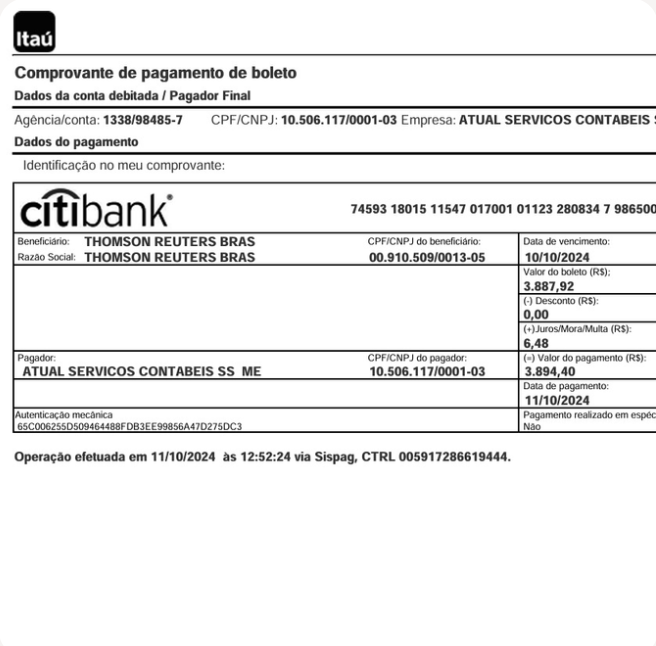 Itaú
Comprovante de pagamento de boleto
Dados da conta debitada / Pagador Final
Agência/conta: 1338/98485-7 CPF/CNPJ: 10.506.117/0001-03 Empresa: ATUAL SERVICOS CONTABEIS S
Dados do pagamento
Identificação no meu comprovante:
citibank 74593 18015 11547 017001 01123 280834 7 986500
Beneficiário: THOMSON REUTERS BRAS CPF/CNPJ do beneficiário: Data de vencimento:
Razão Social: THOMSON REUTERS BRAS 00.910.509/0013-05 10/10/2024
Valor do boleto (R$):
3.887,92
(-) Desconto (R$):
0,00
(+)Juros/Mora/Multa (R$):
6,48
Pagador: CPF/CNPJ do pagador: (=) Valor do pagamento (R$):
ATUAL SERVICOS CONTABEIS SS ME 10.506.117/0001-03 3.894,40
Data de pagamento:
11/10/2024
Autenticação mecânica Pagamento realizado em espéc
65C006255D509464488FDB3EE99856A47D275DC3 Não
Operação efetuada em 11/10/2024 às 12:52:24 via Sispag, CTRL 005917286619444.